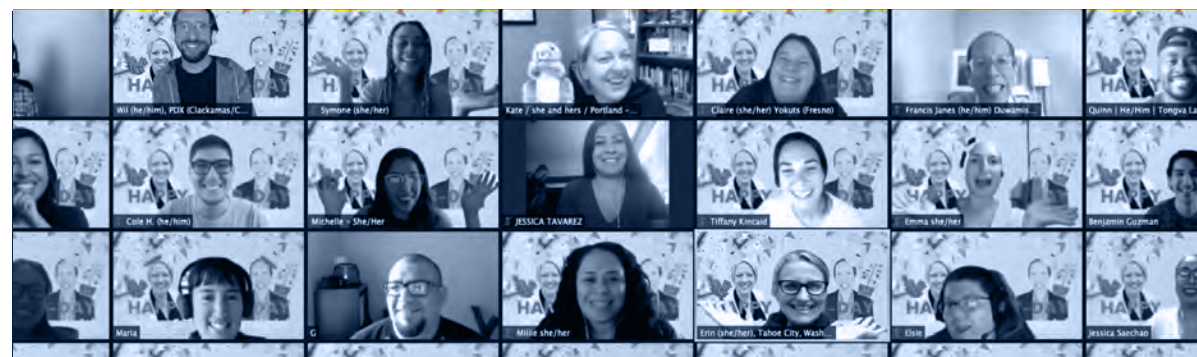 Wil (he/him), PDX (Clackamas/C...
Symone (she/her)
Kate / she and hers / Portland -...
Claire (she/her) Yokuts (Fresno)
Francis Janes (he/him) Duwamis...
Quinn | He/Him | Tongva La
Cole H. (he/him)
Michelle - She/Her
JESSICA TAVAREZ
Tiffany Kincaid
Emma she/her
Benjamin Guzman
Maria
G
Millie she/her
Erin (she/her), Tahoe City, Wash...
Elsie
Jessica Saechao